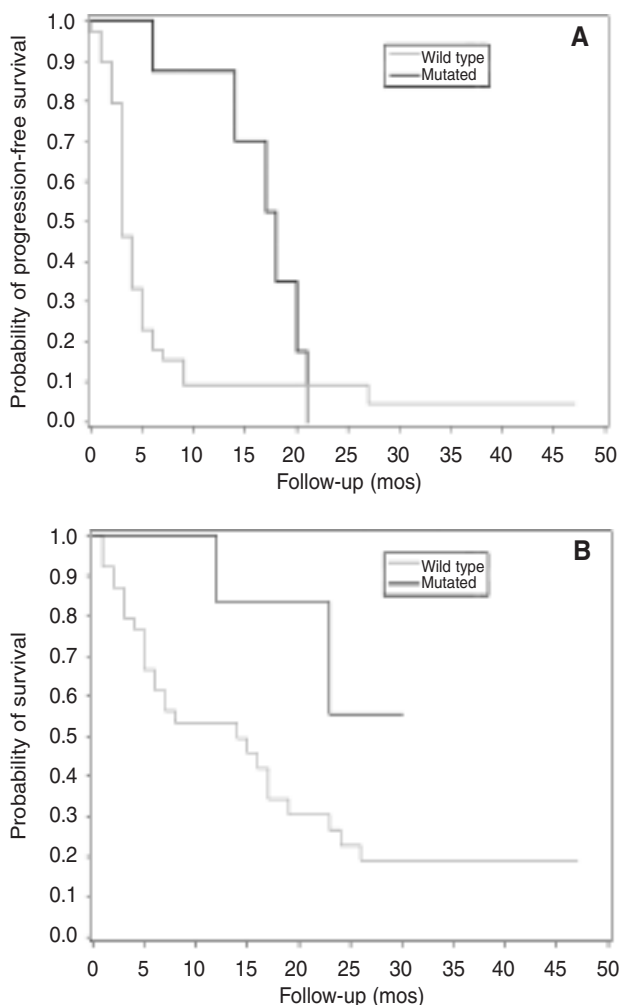 A
Wild type
Mutated
Probability of progression-free survival
1.0
0.9
0.8
0.7
0.6
0.5
0.4
0.3
0.2
0.1
0.0
0 5 10 15 20 25 30 35 40 45 50
Follow-up (mos)
B
Wild type
Mutated
Probability of survival
1.0
0.9
0.8
0.7
0.6
0.5
0.4
0.3
0.2
0.1
0.0
0 5 10 15 20 25 30 35 40 45 50
Follow-up (mos)